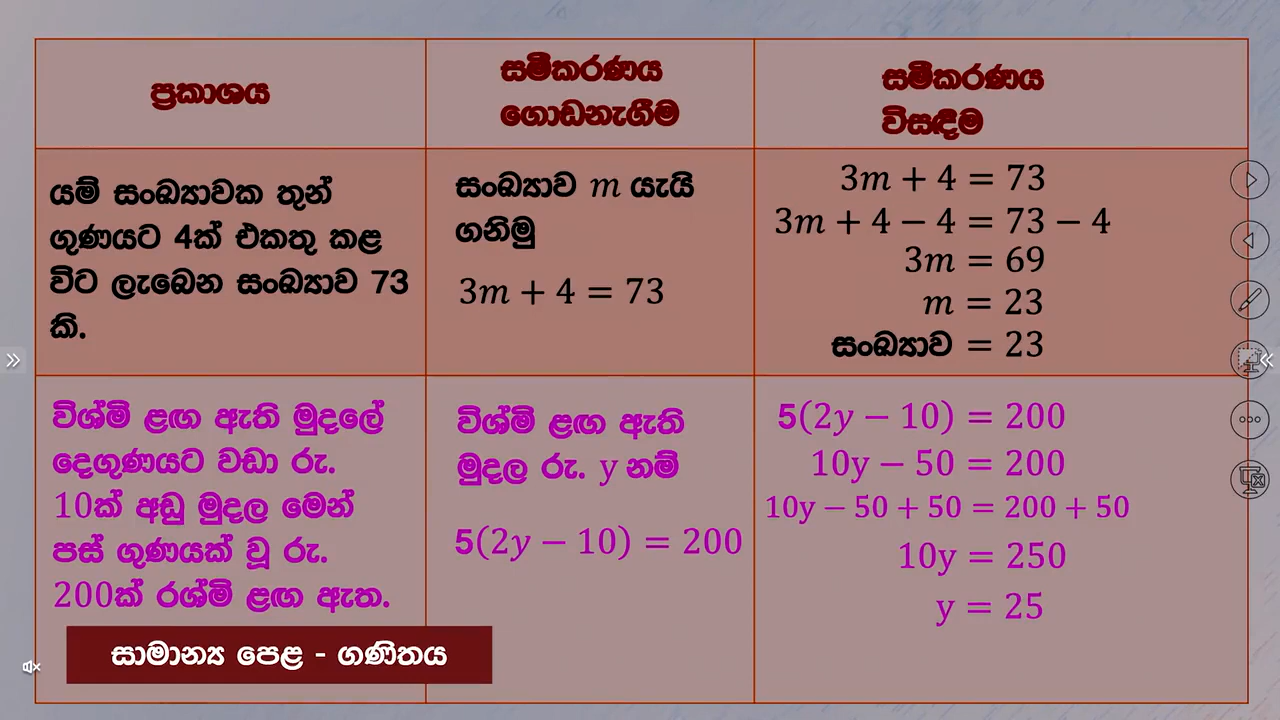 ප්‍රකාශය
සමීකරණය
ගොඩනැගීම
සමීකරණය
විසඳීම
යම් සංඛ්‍යාවක තුන්
ගුණයට 4ක් එකතු කළ
විට ලැබෙන සංඛ්‍යාව 73
කි.
සංඛ්‍යාව m යැයි
ගනිමු
3m + 4 = 73
3m + 4 = 73
3m + 4 − 4 = 73 − 4
3m = 69
m = 23
සංඛ්‍යාව = 23
විශ්මි ළඟ ඇති මුදලේ
දෙගුණයට වඩා රු.
10ක් අඩු මුදල මෙන්
පස් ගුණයක් වූ රු.
200ක් රශ්මි ළඟ ඇත.
විශ්මි ළඟ ඇති
මුදල රු. y නම්
5(2y − 10) = 200
5(2y − 10) = 200
10y − 50 = 200
10y − 50 + 50 = 200 + 50
10y = 250
y = 25
සාමාන්‍ය පෙළ - ගණිතය